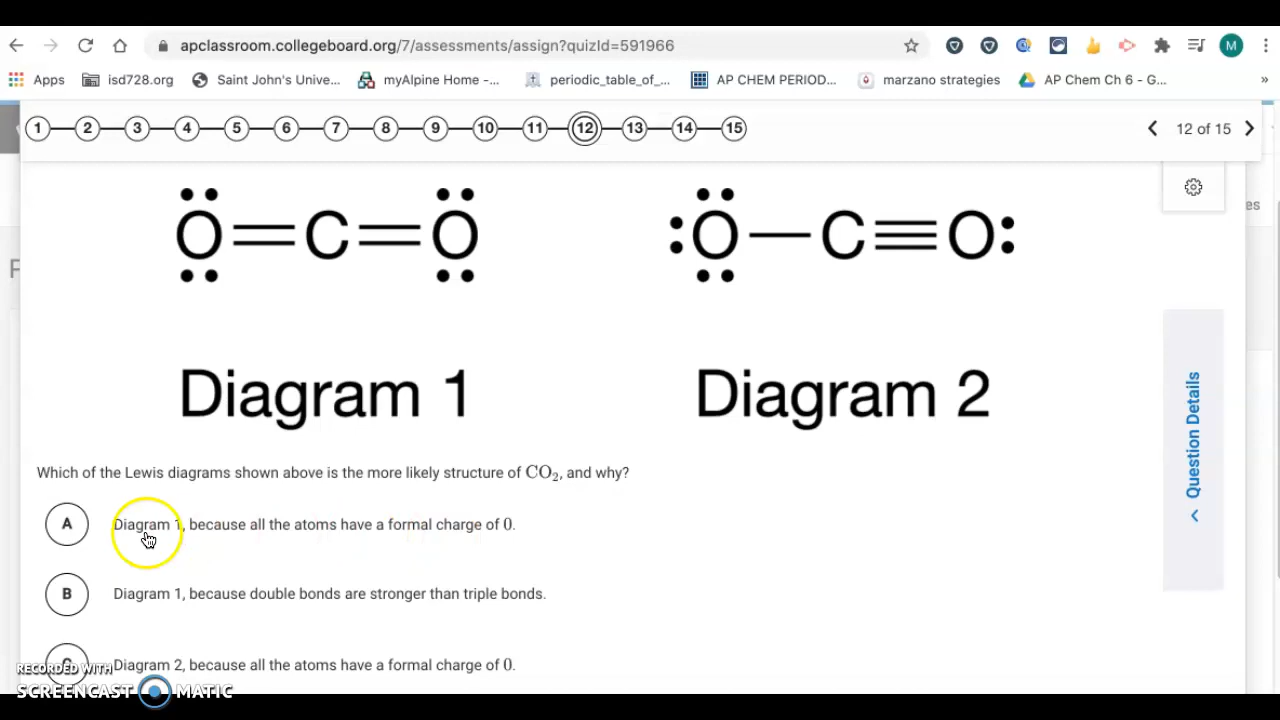 apclassroom.collegeboard.org/7/assessments/assign?quizId=591966
M
Apps isd728.org Saint John's Unive... myAlpine Home -... periodic_table_of_... AP CHEM PERIOD... marzano strategies AP Chem Ch 6 - G... »
1 2 3 4 5 6 7 8 9 10 11 12 13 14 15 12 of 15
O=C=O :O—C≡O:
Diagram 1 Diagram 2
Question Details
Which of the Lewis diagrams shown above is the more likely structure of CO₂, and why?
A Diagram 1, because all the atoms have a formal charge of 0.
B Diagram 1, because double bonds are stronger than triple bonds.
C Diagram 2, because all the atoms have a formal charge of 0.
RECORDED WITH
SCREENCAST MATIC